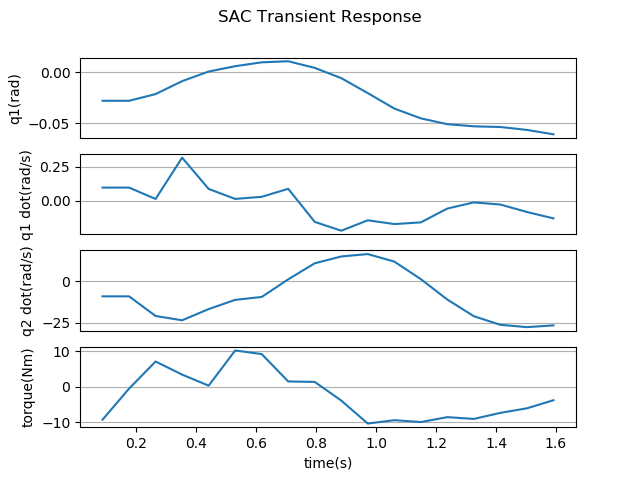 SAC Transient Response
q1(rad)
0.00
−0.05
q1 dot(rad/s)
0.25
0.00
q2 dot(rad/s)
0
−25
torque(Nm)
10
0
−10
0.2 0.4 0.6 0.8 1.0 1.2 1.4 1.6
time(s)